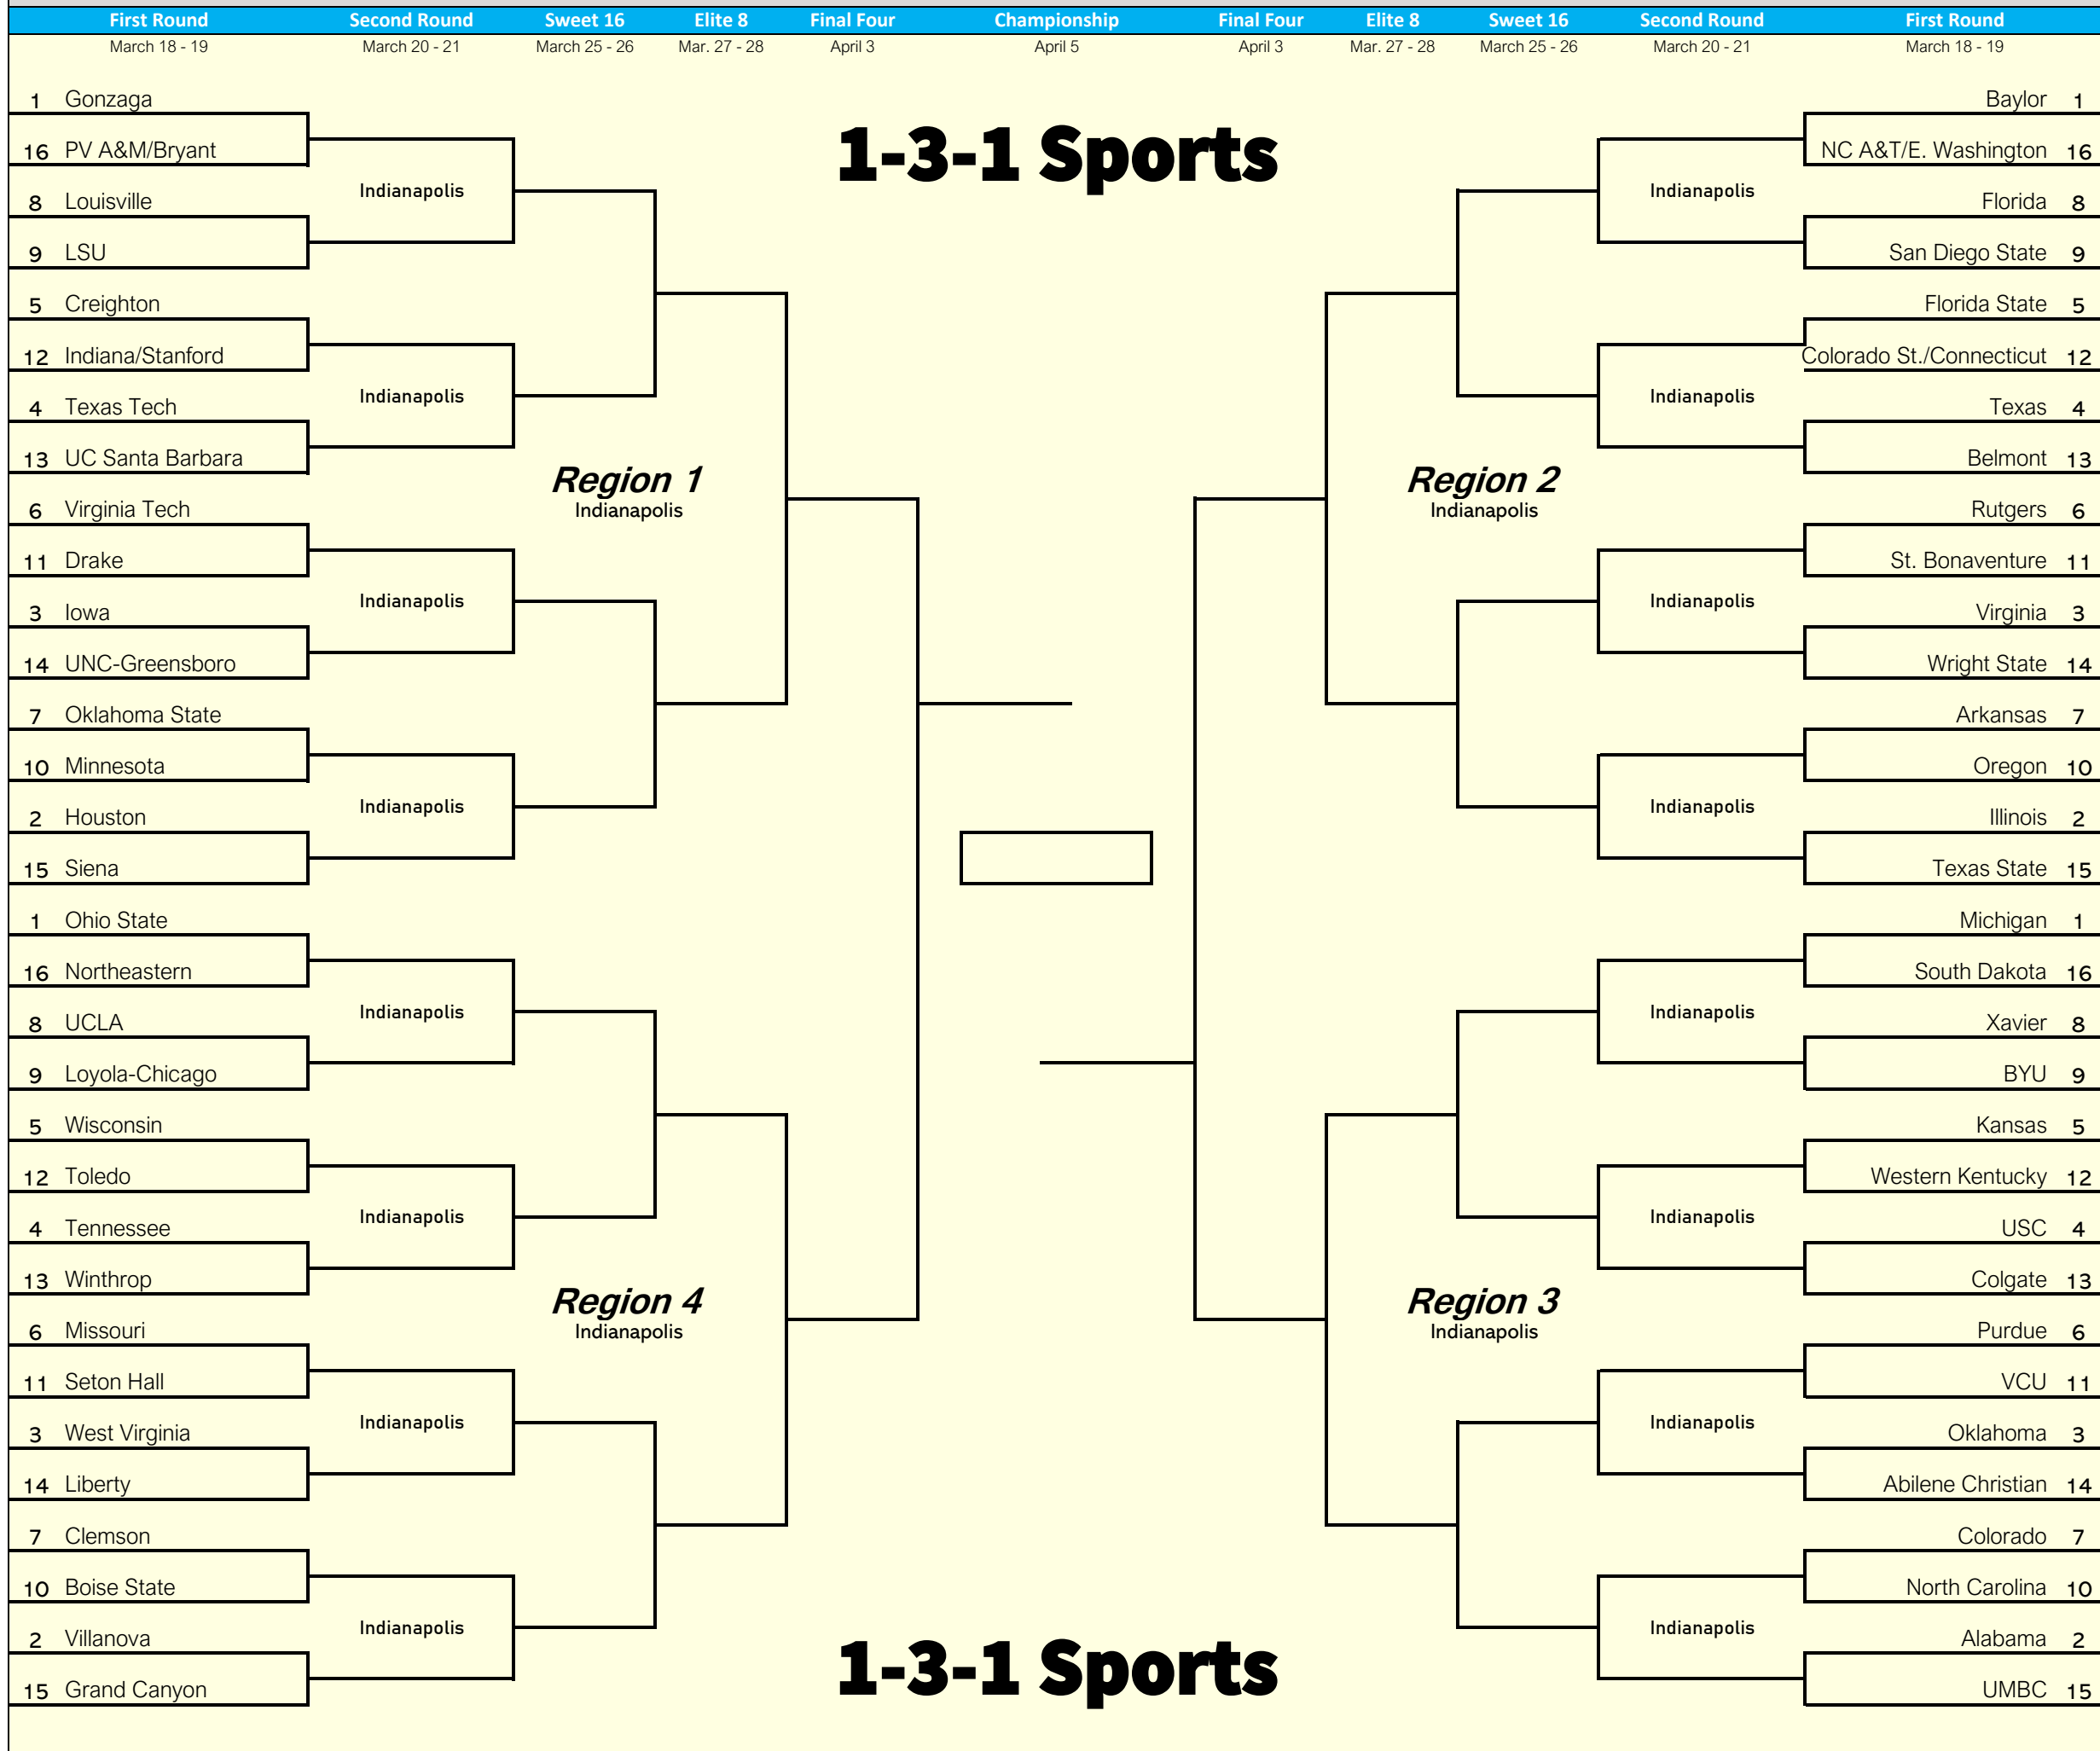 First Round Second Round Sweet 16 Elite 8 Final Four Championship Final Four Elite 8 Sweet 16 Second Round First Round
March 18 - 19 March 20 - 21 March 25 - 26 Mar. 27 - 28 April 3 April 5 April 3 Mar. 27 - 28 March 25 - 26 March 20 - 21 March 18 - 19
1-3-1 Sports
1 Gonzaga
16 PV A&M/Bryant
Indianapolis
8 Louisville
9 LSU
5 Creighton
12 Indiana/Stanford
Indianapolis
4 Texas Tech
13 UC Santa Barbara
Region 1
Indianapolis
6 Virginia Tech
11 Drake
Indianapolis
3 Iowa
14 UNC-Greensboro
7 Oklahoma State
10 Minnesota
Indianapolis
2 Houston
15 Siena
1 Ohio State
16 Northeastern
Indianapolis
8 UCLA
9 Loyola-Chicago
5 Wisconsin
12 Toledo
Indianapolis
4 Tennessee
13 Winthrop
Region 4
Indianapolis
6 Missouri
11 Seton Hall
Indianapolis
3 West Virginia
14 Liberty
7 Clemson
10 Boise State
Indianapolis
2 Villanova
15 Grand Canyon
Baylor 1
NC A&T/E. Washington 16
Indianapolis
Florida 8
San Diego State 9
Florida State 5
Colorado St./Connecticut 12
Indianapolis
Texas 4
Belmont 13
Region 2
Indianapolis
Rutgers 6
St. Bonaventure 11
Indianapolis
Virginia 3
Wright State 14
Arkansas 7
Oregon 10
Indianapolis
Illinois 2
Texas State 15
Michigan 1
South Dakota 16
Indianapolis
Xavier 8
BYU 9
Kansas 5
Western Kentucky 12
Indianapolis
USC 4
Colgate 13
Region 3
Indianapolis
Purdue 6
VCU 11
Indianapolis
Oklahoma 3
Abilene Christian 14
Colorado 7
North Carolina 10
Indianapolis
Alabama 2
UMBC 15
1-3-1 Sports